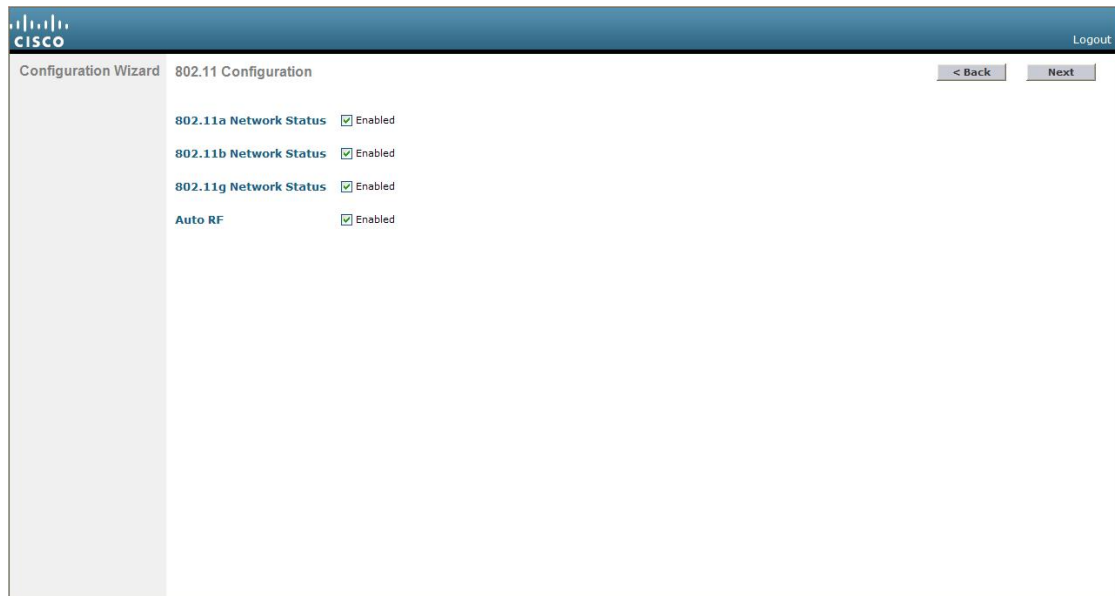 CISCO
Logout
Configuration Wizard
802.11 Configuration
< Back
Next
802.11a Network Status Enabled
802.11b Network Status Enabled
802.11g Network Status Enabled
Auto RF Enabled